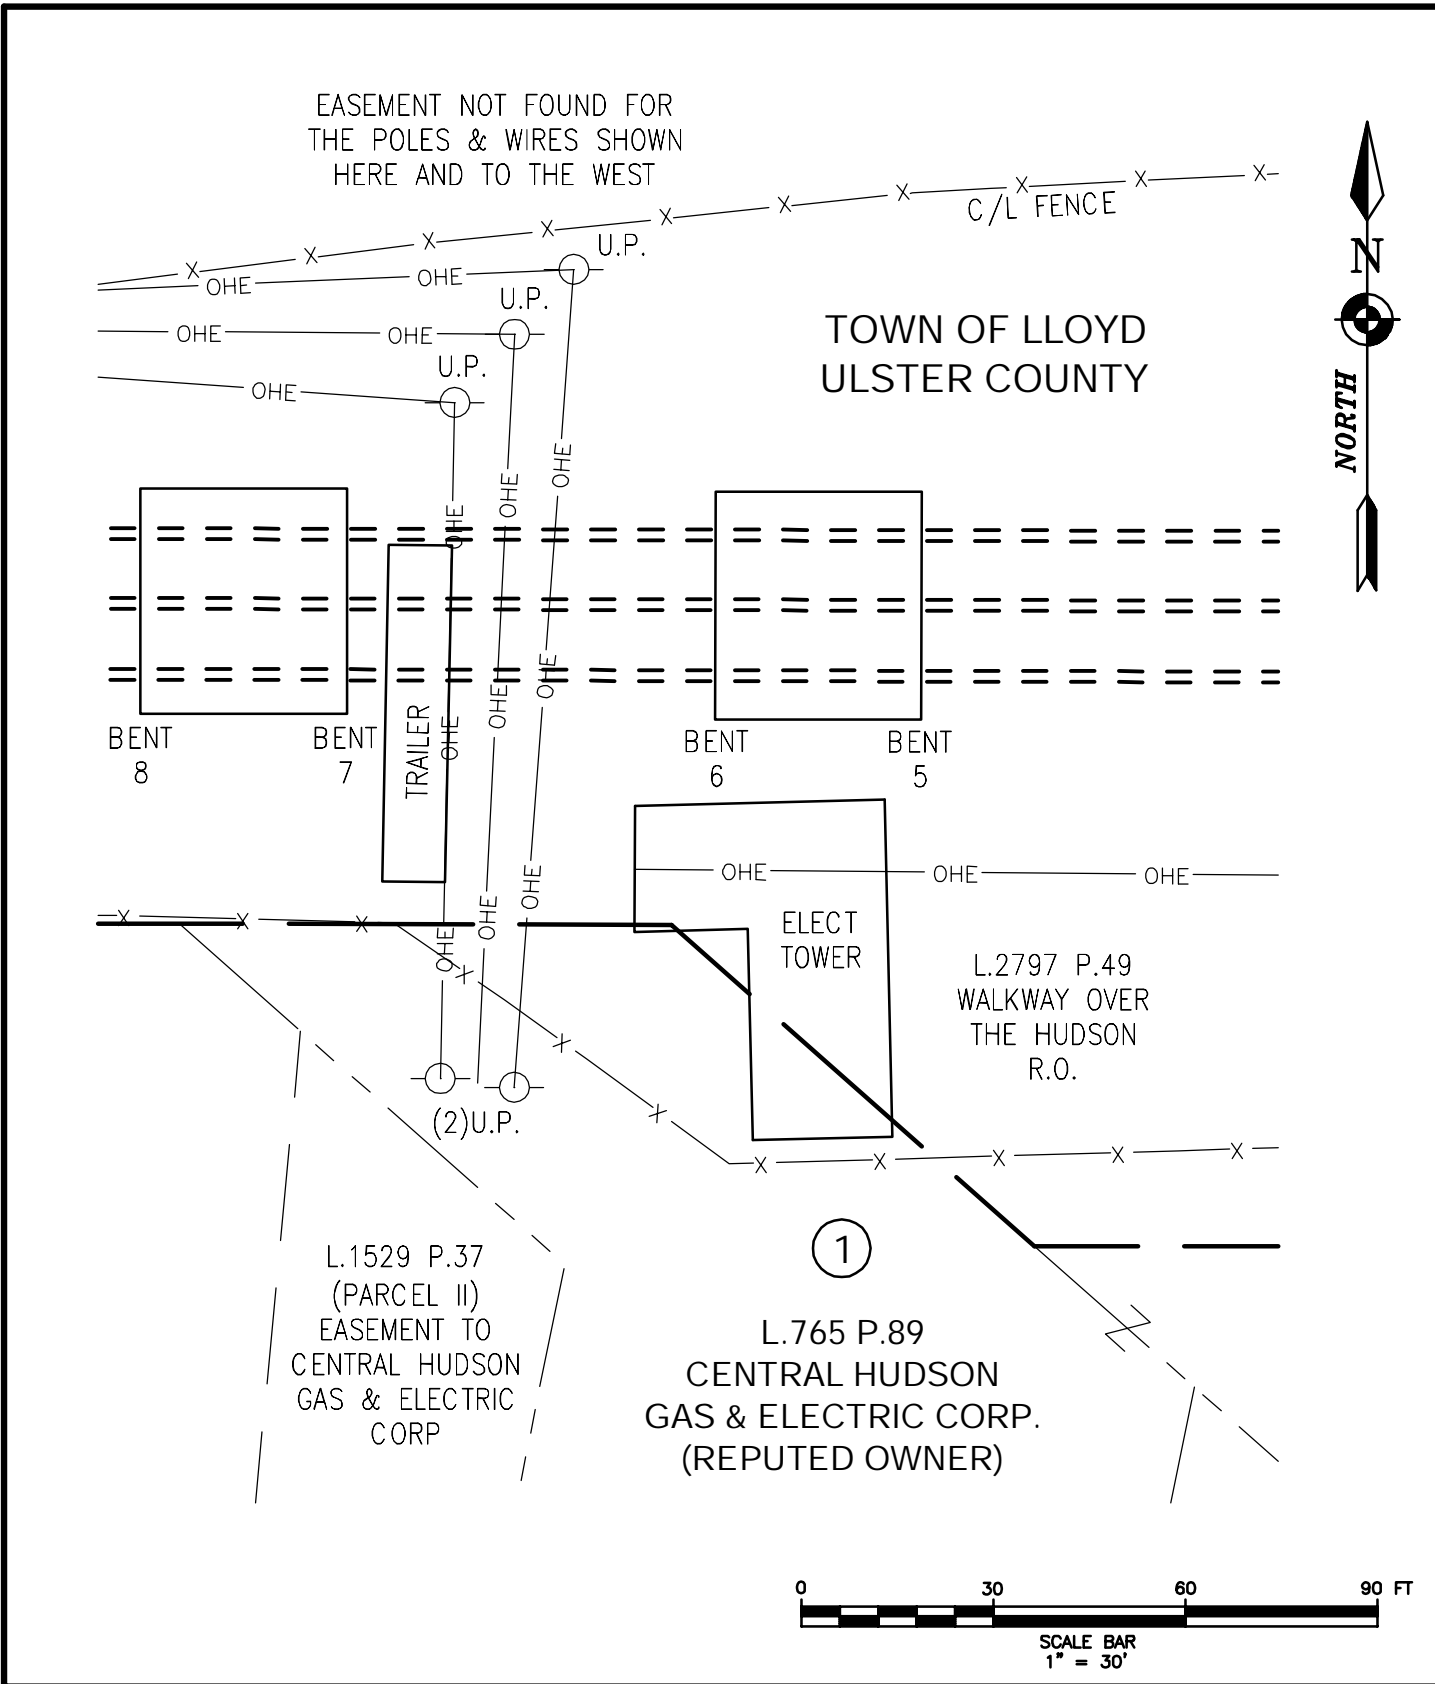 EASEMENT NOT FOUND FOR
THE POLES & WIRES SHOWN
HERE AND TO THE WEST
X X X X X X X X X X
C/L FENCE
U.P.
OHE OHE
U.P.
OHE OHE
U.P.
OHE
N
NORTH
TOWN OF LLOYD
ULSTER COUNTY
OHE
OHE
OHE
OHE
OHE
OHE
TRAILER
BENT
8
BENT
7
BENT
6
BENT
5
OHE
OHE
OHE
OHE OHE OHE
ELECT
TOWER
X X X X X X
X X X X X
(2)U.P.
L.2797 P.49
WALKWAY OVER
THE HUDSON
R.O.
L.1529 P.37
(PARCEL II)
EASEMENT TO
CENTRAL HUDSON
GAS & ELECTRIC
CORP
1
L.765 P.89
CENTRAL HUDSON
GAS & ELECTRIC CORP.
(REPUTED OWNER)
0 30 60 90 FT
SCALE BAR
1" = 30'